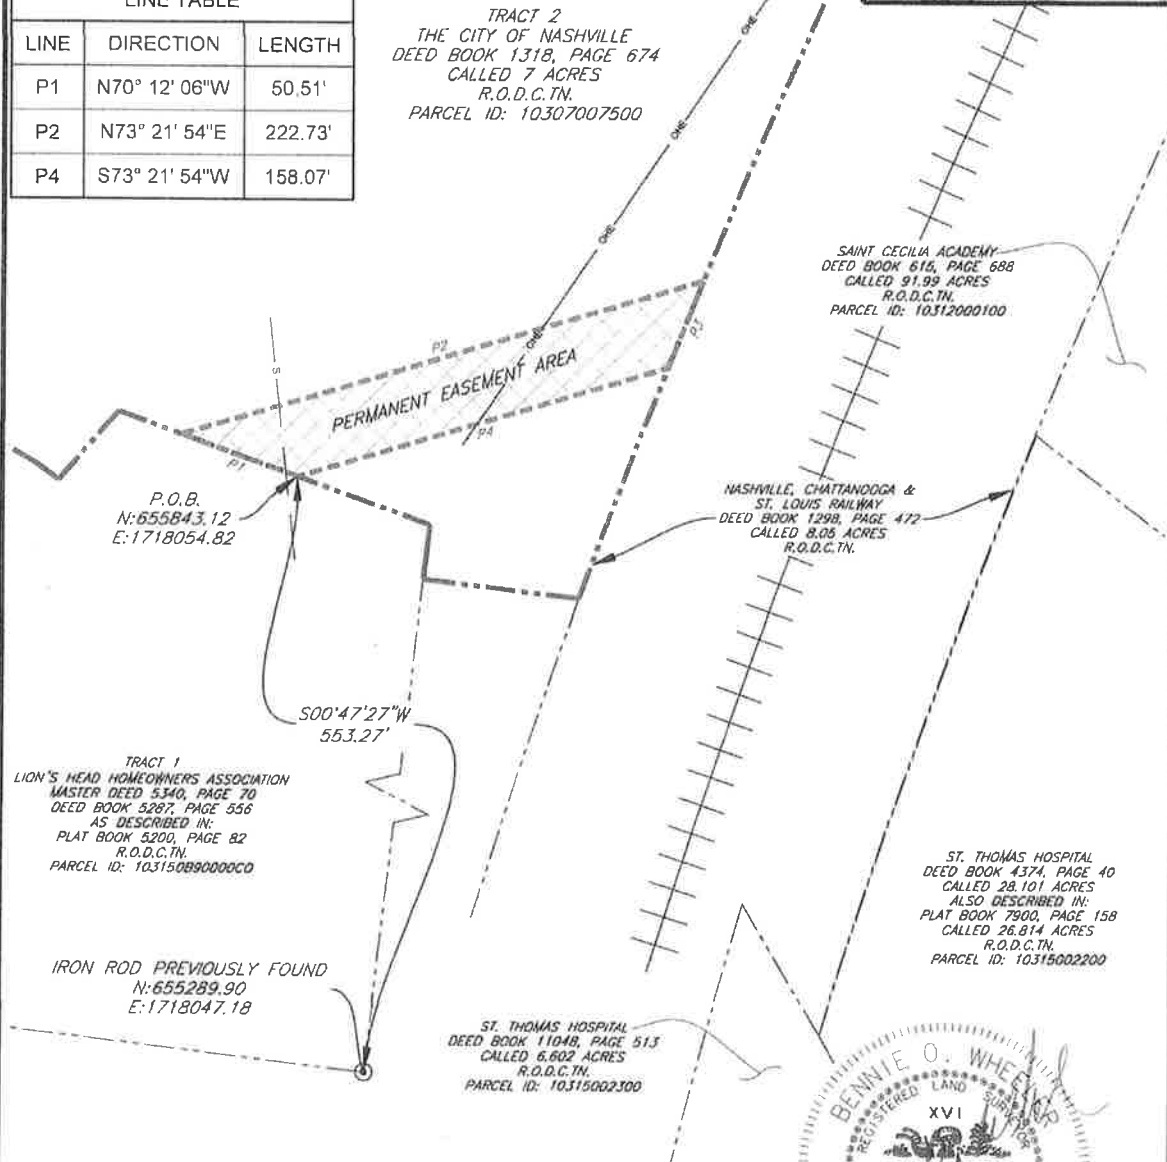 LINE TABLE
LINE DIRECTION LENGTH
P1 N70° 12' 06"W 50.51'
P2 N73° 21' 54"E 222.73'
P4 S73° 21' 54"W 158.07'
TRACT 2
THE CITY OF NASHVILLE
DEED BOOK 1318, PAGE 674
CALLED 7 ACRES
R.O.D.C.TN.
PARCEL ID: 10307007500
OHE
OHE
OHE
OHE
SAINT CECILIA ACADEMY
DEED BOOK 615, PAGE 688
CALLED 91.99 ACRES
R.O.D.C.TN.
PARCEL ID: 10312000100
P2
P3
S
PERMANENT EASEMENT AREA
P4
P1
P.O.B.
N:655843.12
E:1718054.82
NASHVILLE, CHATTANOOGA &
ST. LOUIS RAILWAY
DEED BOOK 1298, PAGE 472
CALLED 8.06 ACRES
R.O.D.C.TN.
S00°47'27"W
553.27'
TRACT 1
LION'S HEAD HOMEOWNERS ASSOCIATION
MASTER DEED 5340, PAGE 70
DEED BOOK 5287, PAGE 556
AS DESCRIBED IN:
PLAT BOOK 5200, PAGE 82
R.O.D.C.TN.
PARCEL ID: 103150B90000CO
ST. THOMAS HOSPITAL
DEED BOOK 4374, PAGE 40
CALLED 28.101 ACRES
ALSO DESCRIBED IN:
PLAT BOOK 7900, PAGE 158
CALLED 26.814 ACRES
R.O.D.C.TN.
PARCEL ID: 10315002200
IRON ROD PREVIOUSLY FOUND
N:655289.90
E:1718047.18
ST. THOMAS HOSPITAL
DEED BOOK 11048, PAGE 513
CALLED 6.602 ACRES
R.O.D.C.TN.
PARCEL ID: 10315002300
BENNIE O. WHEELER
REGISTERED LAND SURVEYOR
XVI